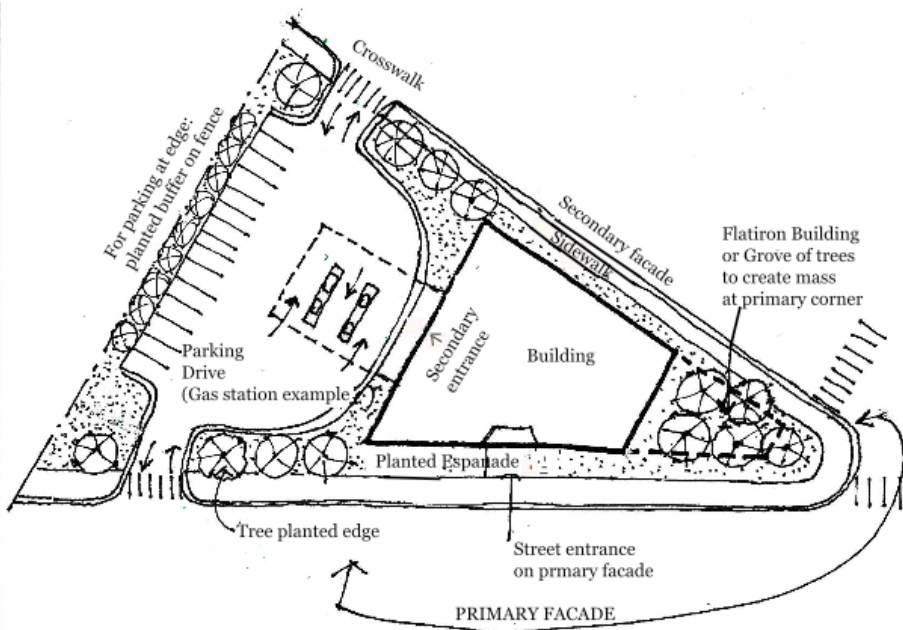 Crosswalk
For parking at edge:
planted buffer on fence
Secondary facade
Sidewalk
Flatiron Building
or Grove of trees
to create mass
at primary corner
Secondary
entrance
Building
Parking
Drive
(Gas station example
Planted Espanade
Tree planted edge
Street entrance
on prmary facade
PRIMARY FACADE